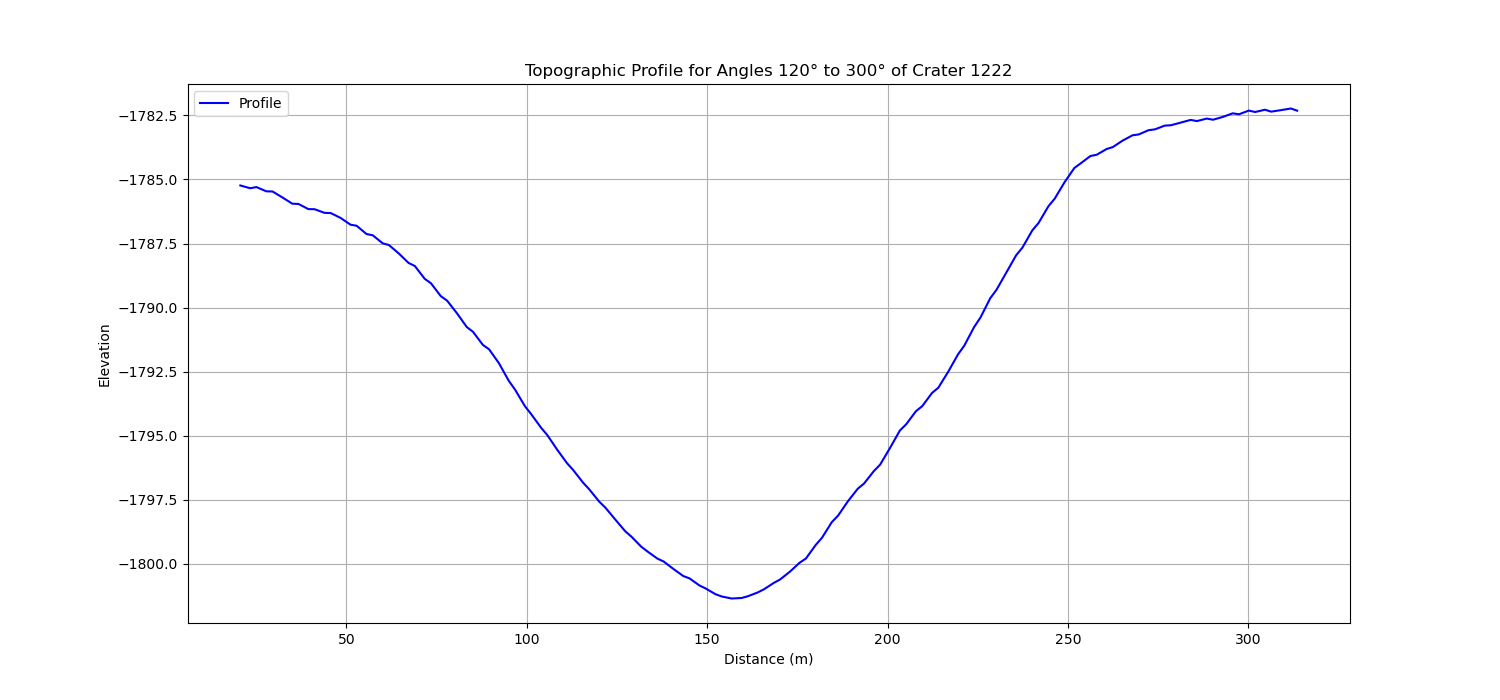 Topographic Profile for Angles 120° to 300° of Crater 1222
Profile
−1782.5
−1785.0
−1787.5
−1790.0
−1792.5
−1795.0
−1797.5
−1800.0
Elevation
50 100 150 200 250 300
Distance (m)